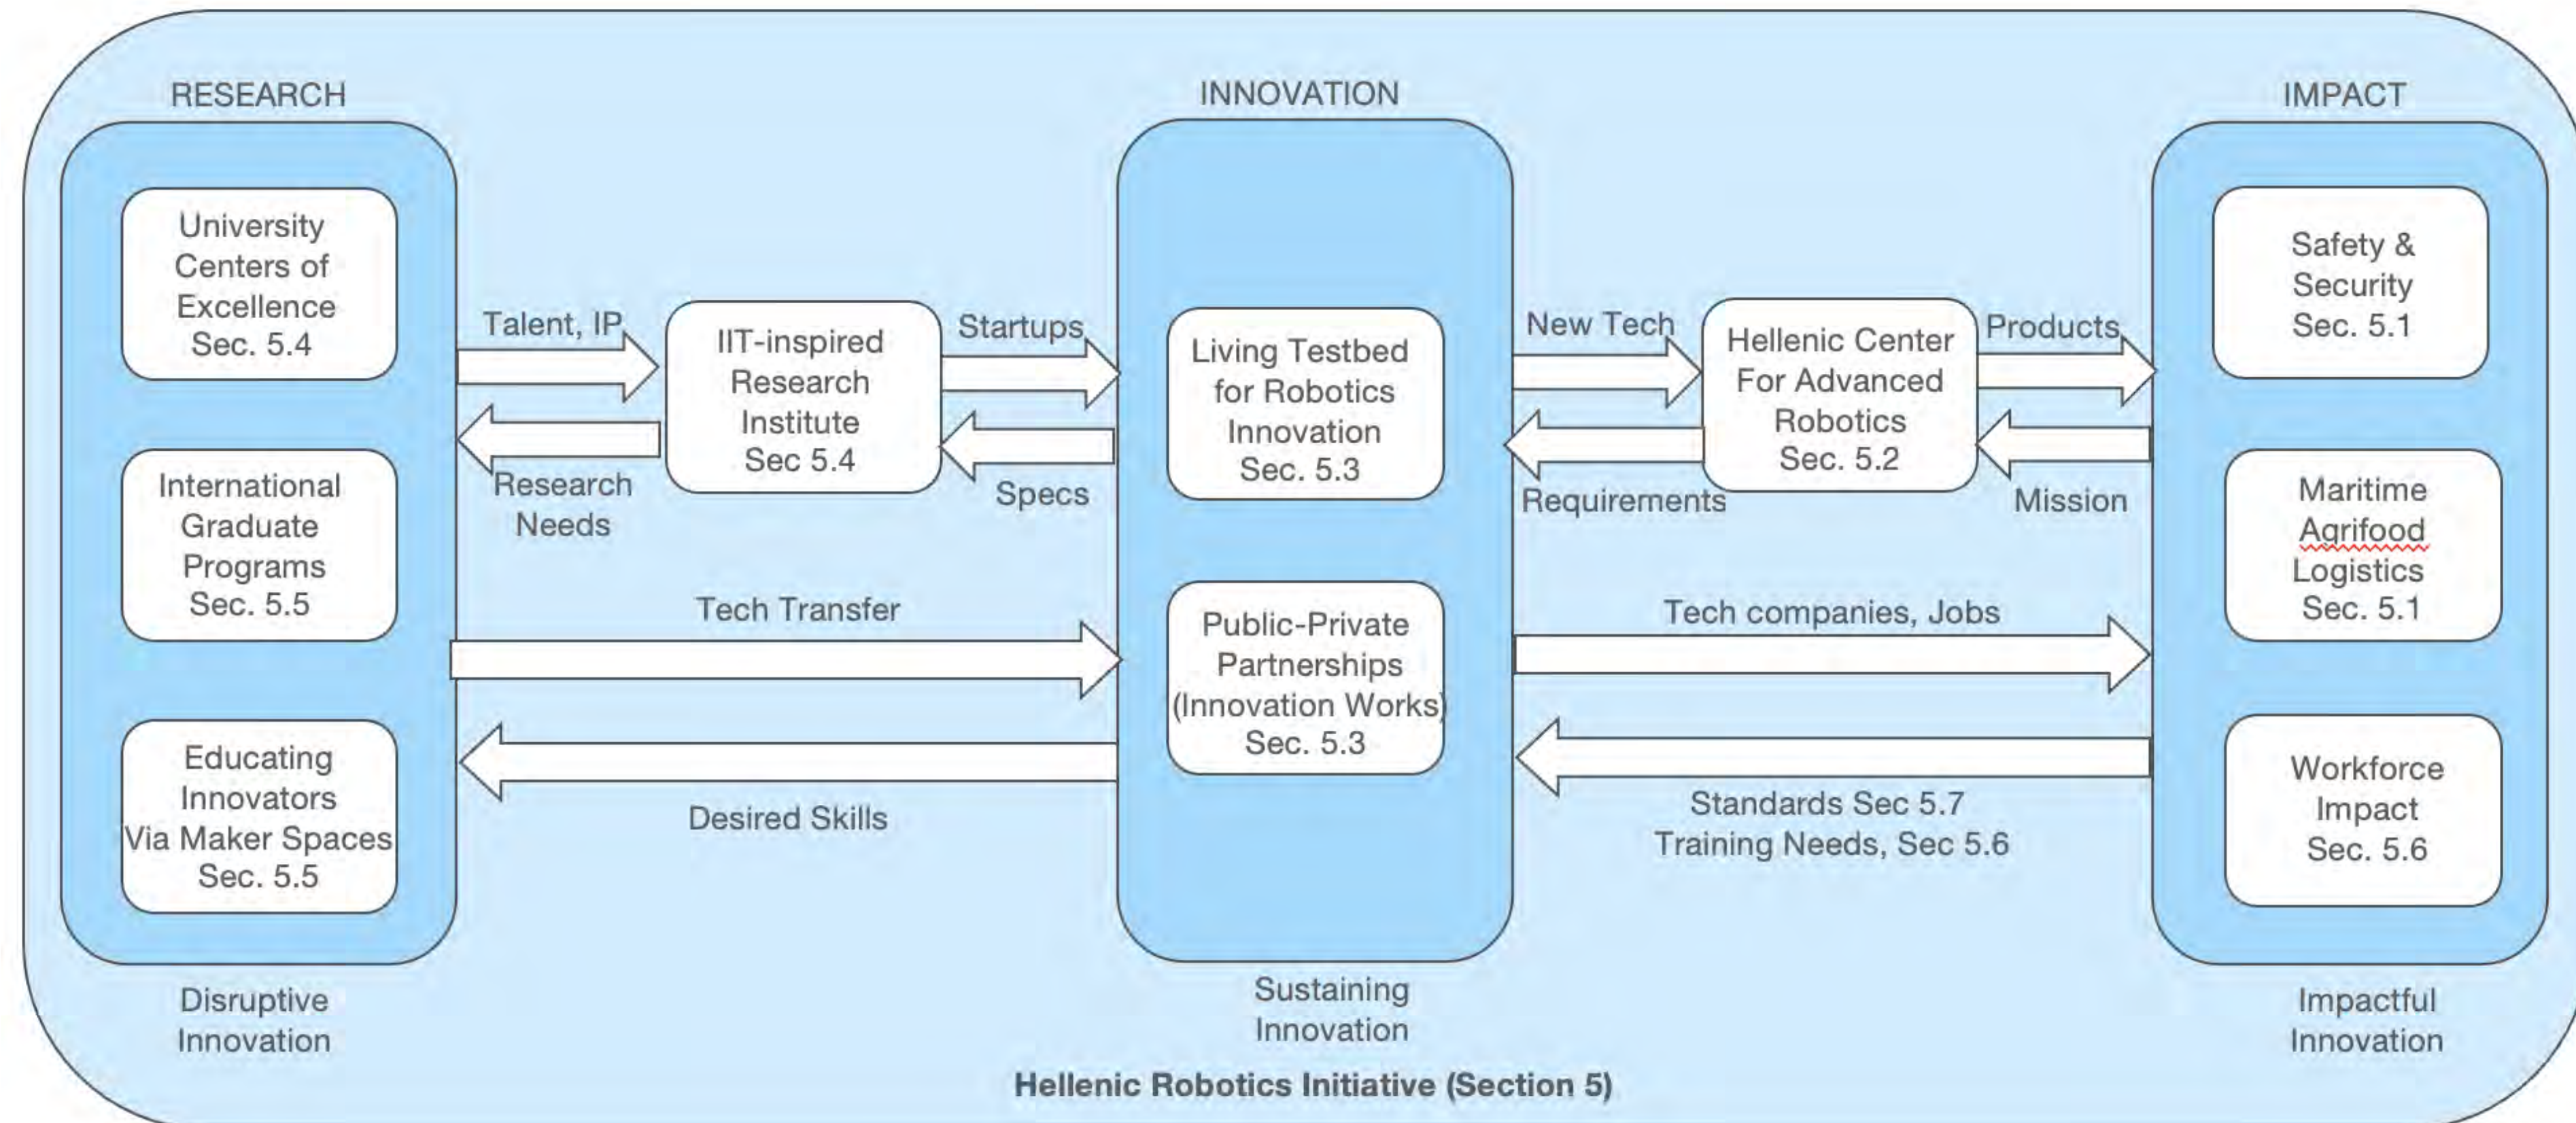 RESEARCH
University
Centers of
Excellence
Sec. 5.4
International
Graduate
Programs
Sec. 5.5
Educating
Innovators
Via Maker Spaces
Sec. 5.5
Disruptive
Innovation
Talent, IP
Research
Needs
IIT-inspired
Research
Institute
Sec 5.4
Startups
Specs
Tech Transfer
Desired Skills
INNOVATION
Living Testbed
for Robotics
Innovation
Sec. 5.3
Public-Private
Partnerships
(Innovation Works)
Sec. 5.3
Sustaining
Innovation
New Tech
Requirements
Hellenic Center
For Advanced
Robotics
Sec. 5.2
Products
Mission
Tech companies, Jobs
Standards Sec 5.7
Training Needs, Sec 5.6
IMPACT
Safety &
Security
Sec. 5.1
Maritime
Agrifood
Logistics
Sec. 5.1
Workforce
Impact
Sec. 5.6
Impactful
Innovation
Hellenic Robotics Initiative (Section 5)